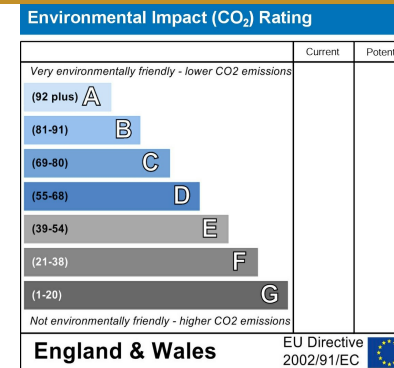 Environmental Impact (CO₂) Rating
Current Potent
Very environmentally friendly - lower CO2 emissions
(92 plus) A
(81-91) B
(69-80) C
(55-68) D
(39-54) E
(21-38) F
(1-20) G
Not environmentally friendly - higher CO2 emissions
England & Wales
EU Directive
2002/91/EC